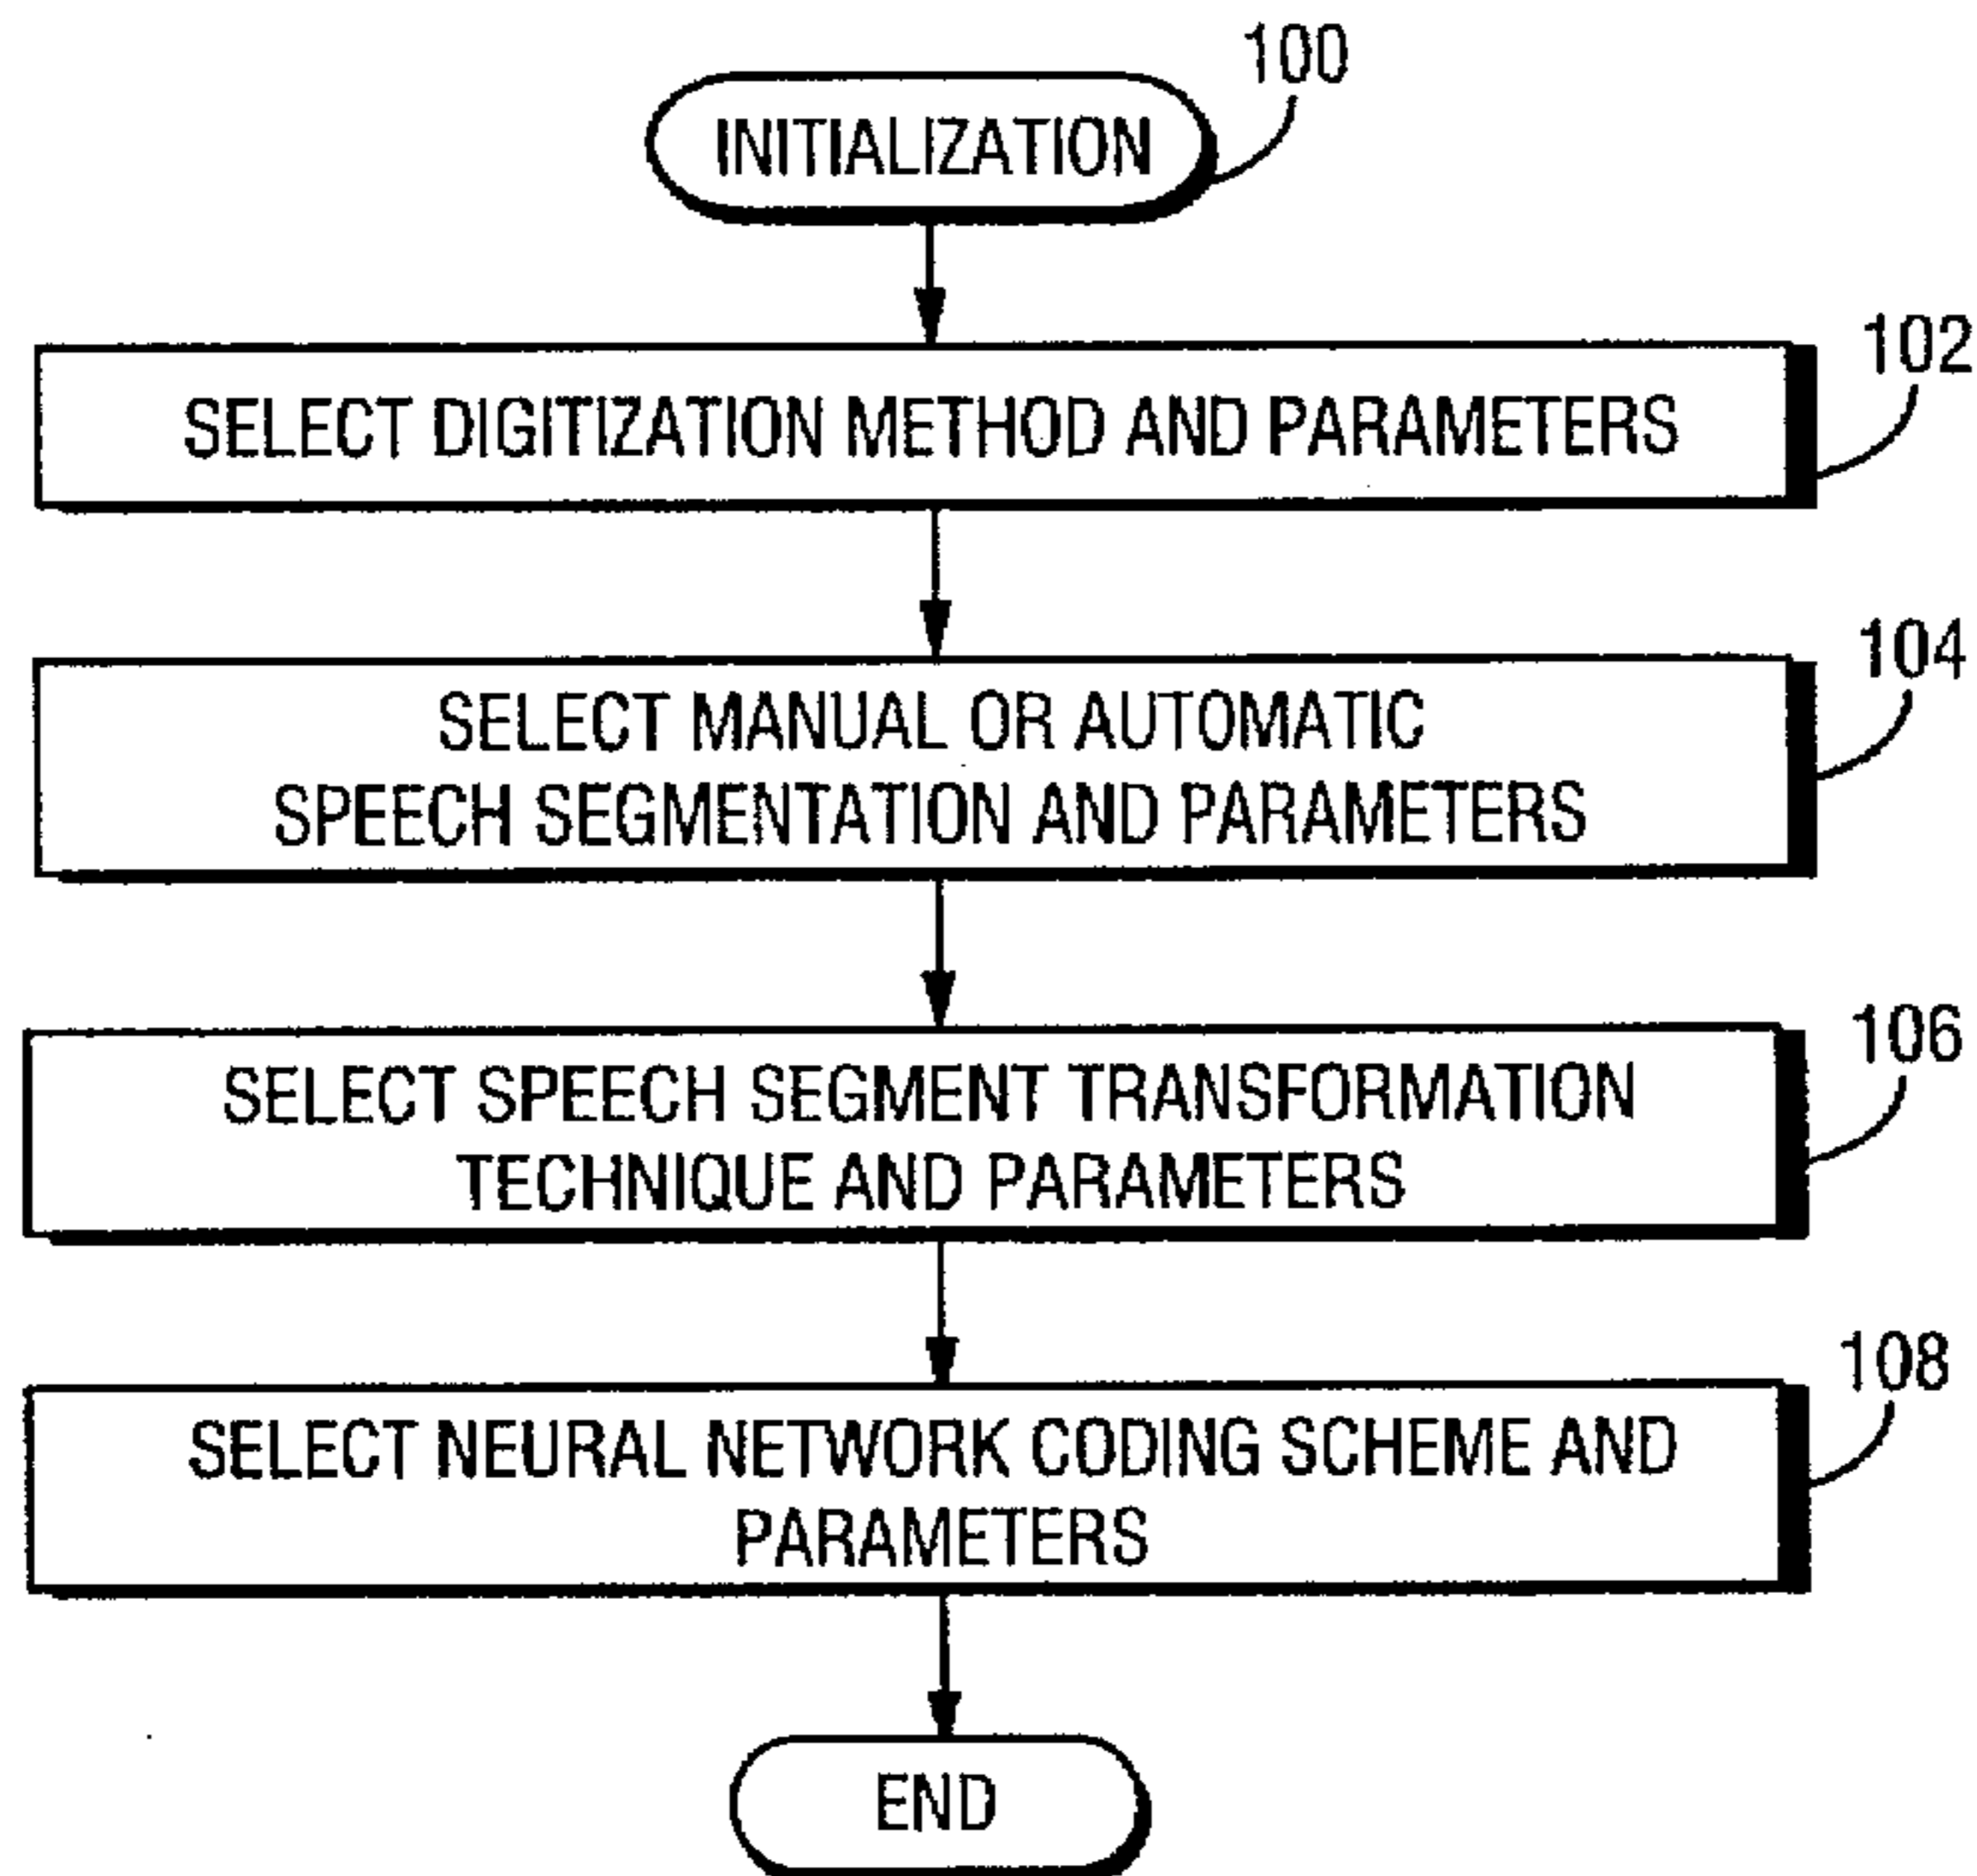 100
INITIALIZATION
102
SELECT DIGITIZATION METHOD AND PARAMETERS
104
SELECT MANUAL OR AUTOMATIC
SPEECH SEGMENTATION AND PARAMETERS
106
SELECT SPEECH SEGMENT TRANSFORMATION
TECHNIQUE AND PARAMETERS
108
SELECT NEURAL NETWORK CODING SCHEME AND
PARAMETERS
END